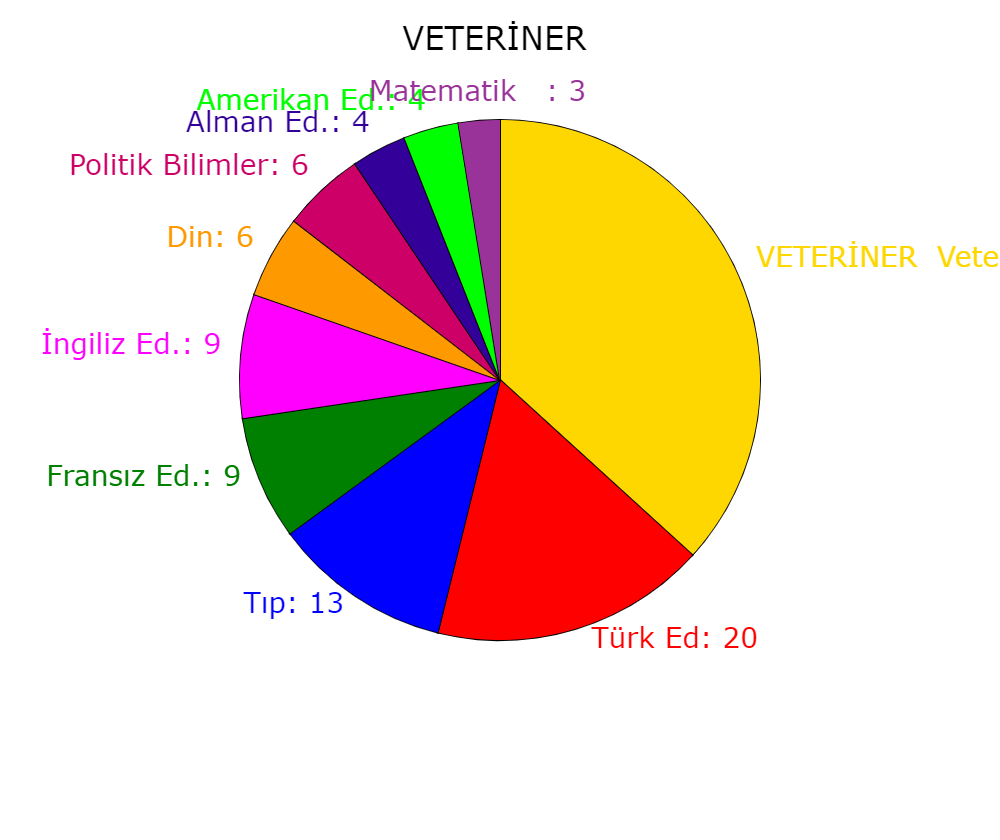 VETERİNER
Matematik   : 3
Amerikan Ed.: 4
Alman Ed.: 4
Politik Bilimler: 6
Din: 6
VETERİNER  Vete
İngiliz Ed.: 9
Fransız Ed.: 9
Tıp: 13
Türk Ed: 20